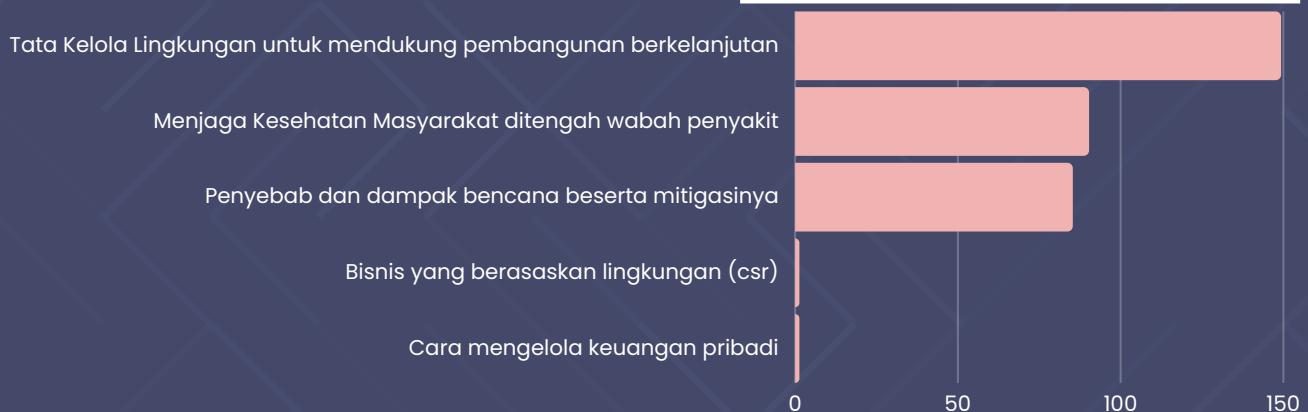 Tata Kelola Lingkungan untuk mendukung pembangunan berkelanjutan
Menjaga Kesehatan Masyarakat ditengah wabah penyakit
Penyebab dan dampak bencana beserta mitigasinya
Bisnis yang berasaskan lingkungan (csr)
Cara mengelola keuangan pribadi
0 50 100 150